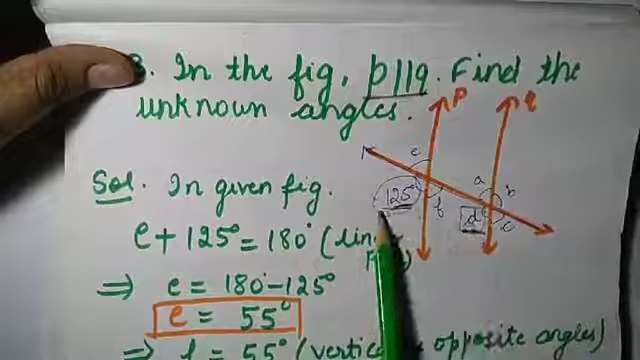 3. In the fig, p||q. Find the
unknown angles.
p
q
e
a
b
125°
f
d
c
Sol. In given fig.
e + 125° = 180° (lin
⇒ e = 180° - 125°
e = 55°
⇒ f = 55° (vertic opposite angles)